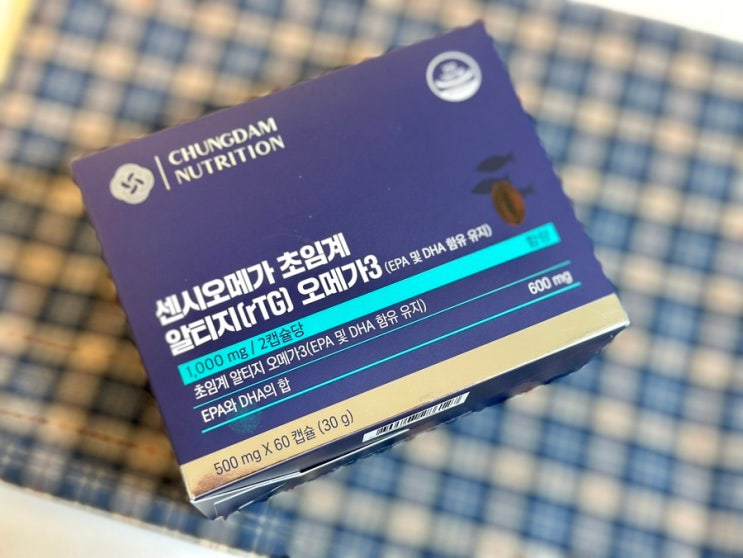 CHUNGDAM
NUTRITION
센시오메가 초임계
알티지(rTG) 오메가3 (EPA 및 DHA 함유 유지)
1,000 mg / 2캡슐당 함량
초임계 알티지 오메가3(EPA 및 DHA 함유 유지)
EPA와 DHA의 합 600 mg
500 mg X 60 캡슐 (30 g)